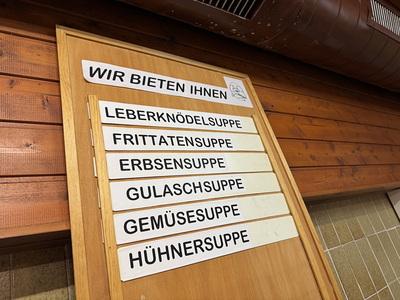 WIR BIETEN IHNEN
LEBERKNÖDELSUPPE
FRITTATENSUPPE
ERBSENSUPPE
GULASCHSUPPE
GEMÜSESUPPE
HÜHNERSUPPE